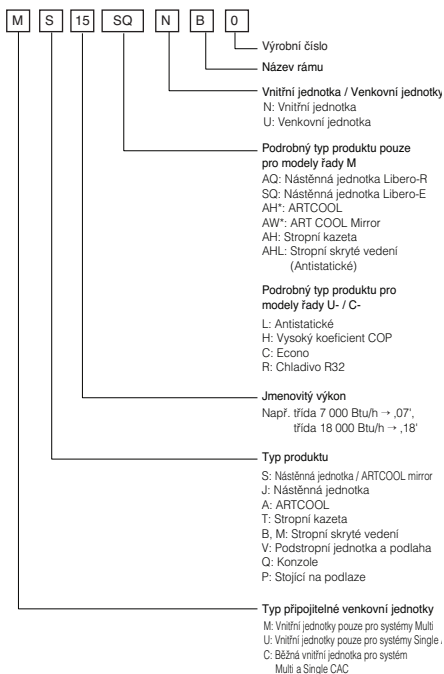 M S 15 SQ N B 0
Výrobní číslo
Název rámu
Vnitřní jednotka / Venkovní jednotky
N: Vnitřní jednotka
U: Venkovní jednotka
Podrobný typ produktu pouze
pro modely řady M
AQ: Nástěnná jednotka Libero-R
SQ: Nástěnná jednotka Libero-E
AH*: ARTCOOL
AW*: ART COOL Mirror
AH: Stropní kazeta
AHL: Stropní skryté vedení
(Antistatické)
Podrobný typ produktu pro
modely řady U- / C-
L: Antistatické
H: Vysoký koeficient COP
C: Econo
R: Chladivo R32
Jmenovitý výkon
Např. třída 7 000 Btu/h → ‚07‘,
třída 18 000 Btu/h → ‚18‘
Typ produktu
S: Nástěnná jednotka / ARTCOOL mirror
J: Nástěnná jednotka
A: ARTCOOL
T: Stropní kazeta
B, M: Stropní skryté vedení
V: Podstropní jednotka a podlaha
Q: Konzole
P: Stojící na podlaze
Typ připojitelné venkovní jednotky
M: Vnitřní jednotky pouze pro systémy Multi
U: Vnitřní jednotky pouze pro systémy Single
C: Běžná vnitřní jednotka pro systém
Multi a Single CAC